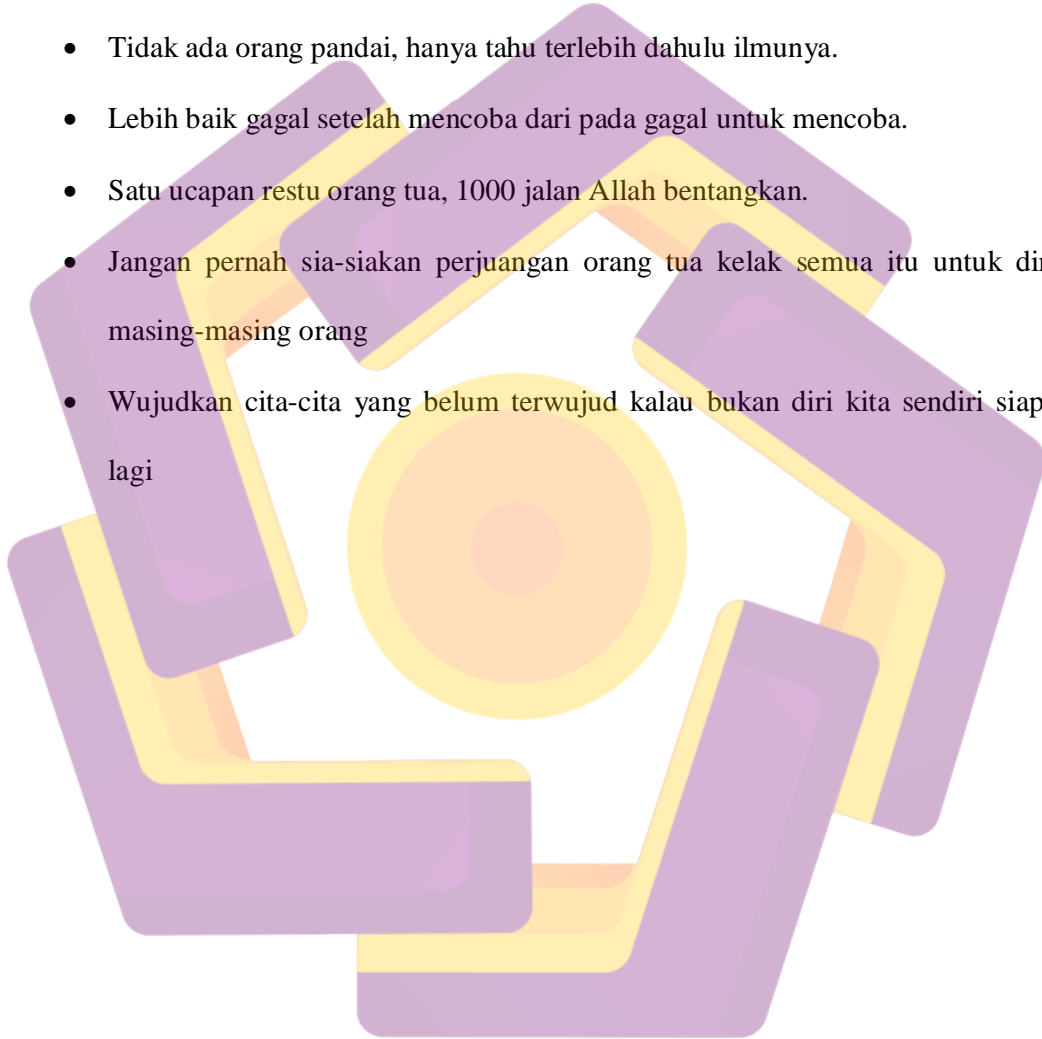 • Tidak ada orang pandai, hanya tahu terlebih dahulu ilmunya.
• Lebih baik gagal setelah mencoba dari pada gagal untuk mencoba.
• Satu ucapan restu orang tua, 1000 jalan Allah bentangkan.
• Jangan pernah sia-siakan perjuangan orang tua kelak semua itu untuk
masing-masing orang
• Wujudkan cita-cita yang belum terwujud kalau bukan diri kita sendiri
lagi